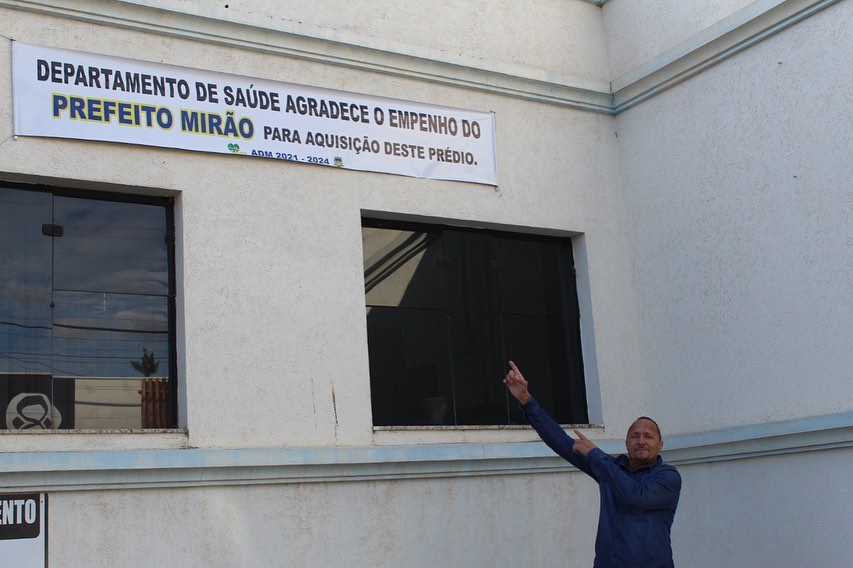 DEPARTAMENTO DE SAÚDE AGRADECE O EMPENHO DO
PREFEITO MIRÃO PARA AQUISIÇÃO DESTE PRÉDIO.
ADM 2021 - 2024
ENTO